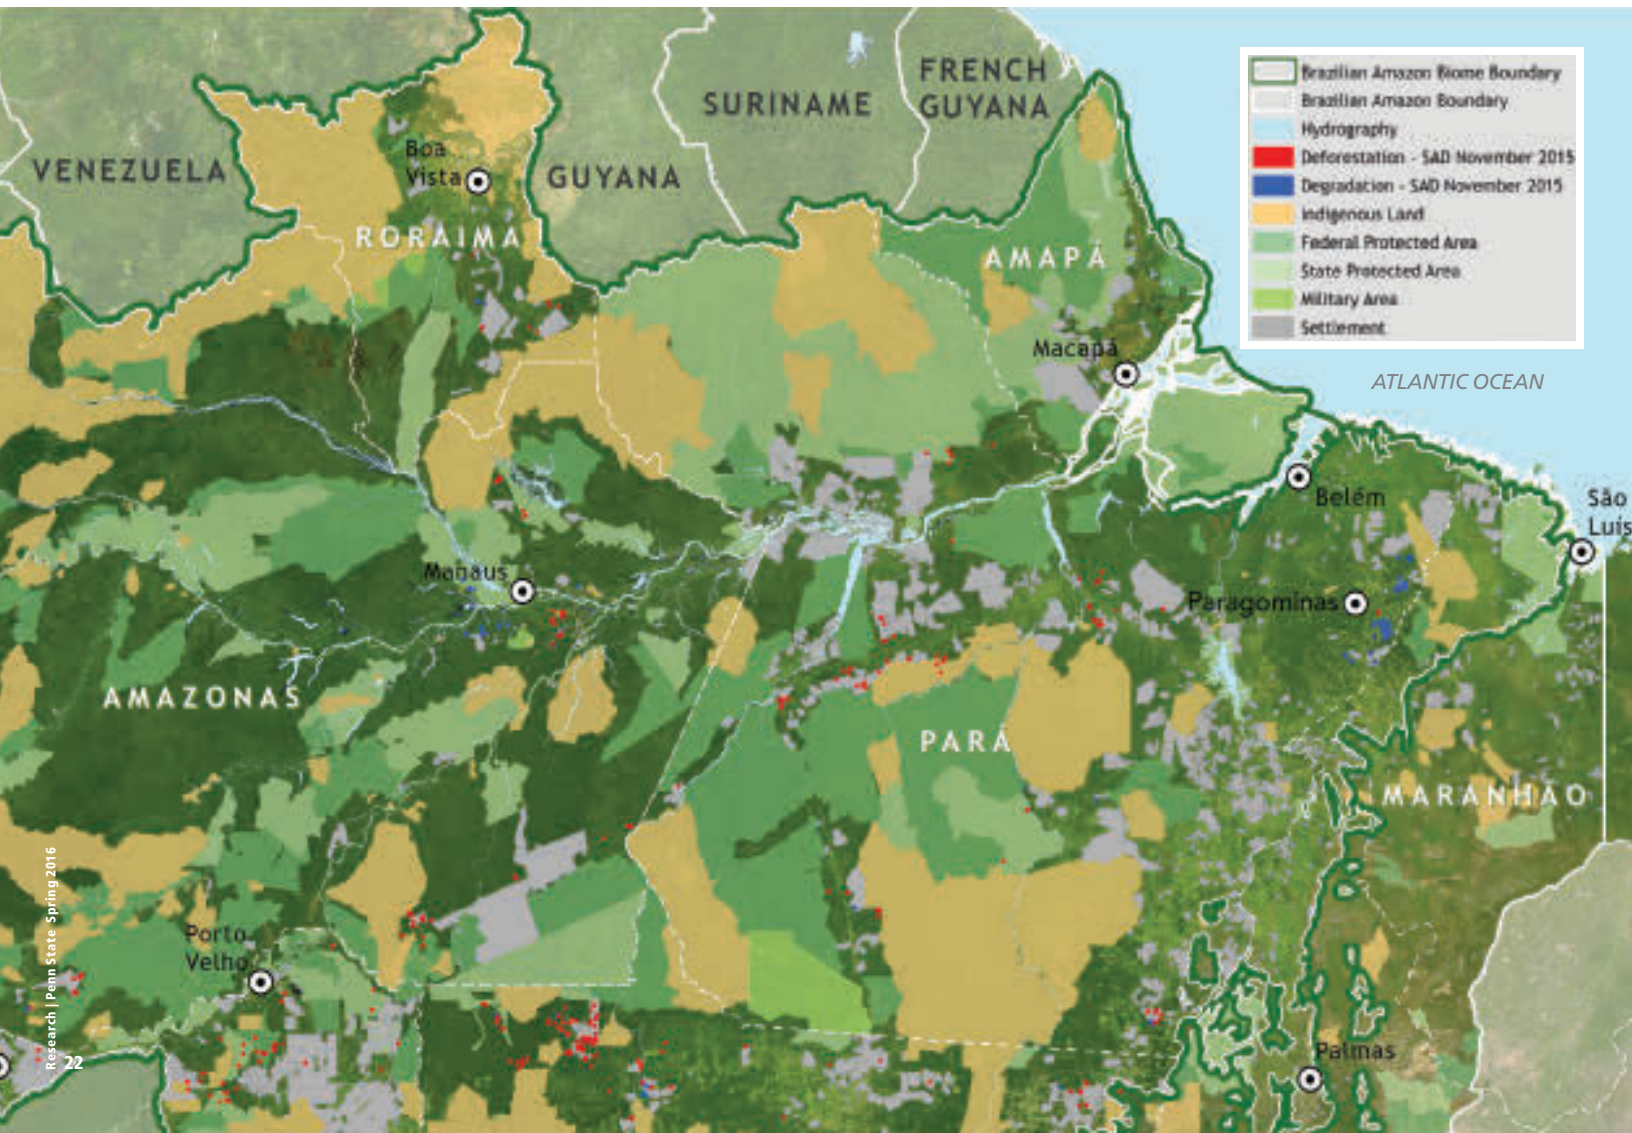 VENEZUELA
Boa
Vista
RORAIMA
GUYANA
SURINAME
FRENCH
GUYANA
AMAPÁ
Macapá
Brazilian Amazon Biome Boundary
Brazilian Amazon Boundary
Hydrography
Deforestation - SAD November 2015
Degradation - SAD November 2015
Indigenous Land
Federal Protected Area
State Protected Area
Military Area
Settlement
ATLANTIC OCEAN
Belém
São
Luís
Manaus
Paragominas
AMAZONAS
PARÁ
MARANHÃO
Porto
Velho
Palmas
Research | Penn State Spring 2016
22